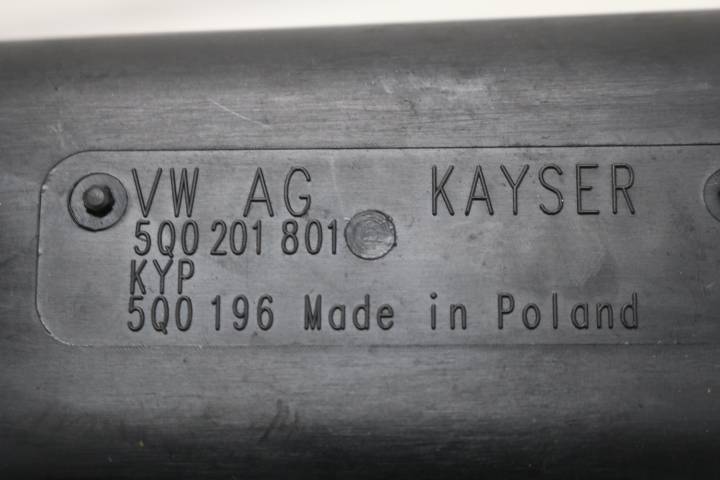 VW AG KAYSER
5Q0 201 801
KYP
5Q0 196 Made in Poland